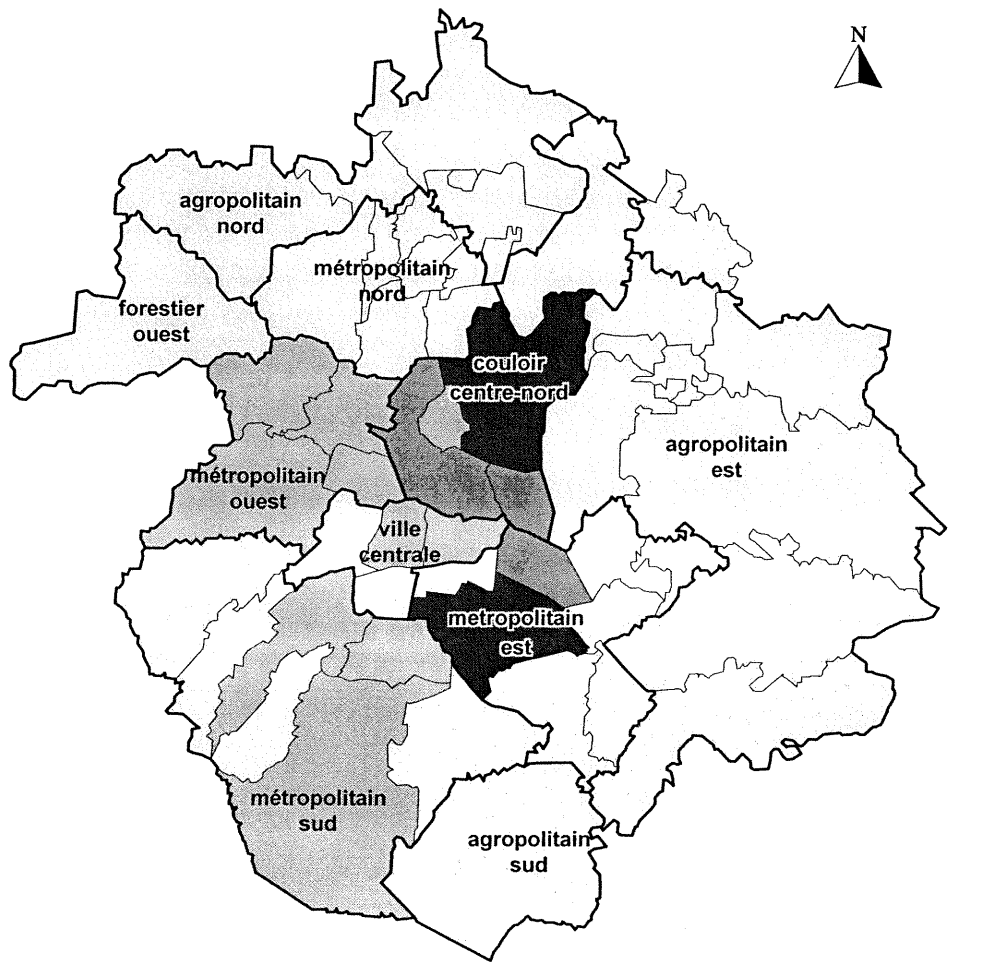 N
agropolitain
nord
métropolitain
nord
forestier
ouest
couloir
centre-nord
agropolitain
est
métropolitain
ouest
ville
centrale
metropolitain
est
métropolitain
sud
agropolitain
sud